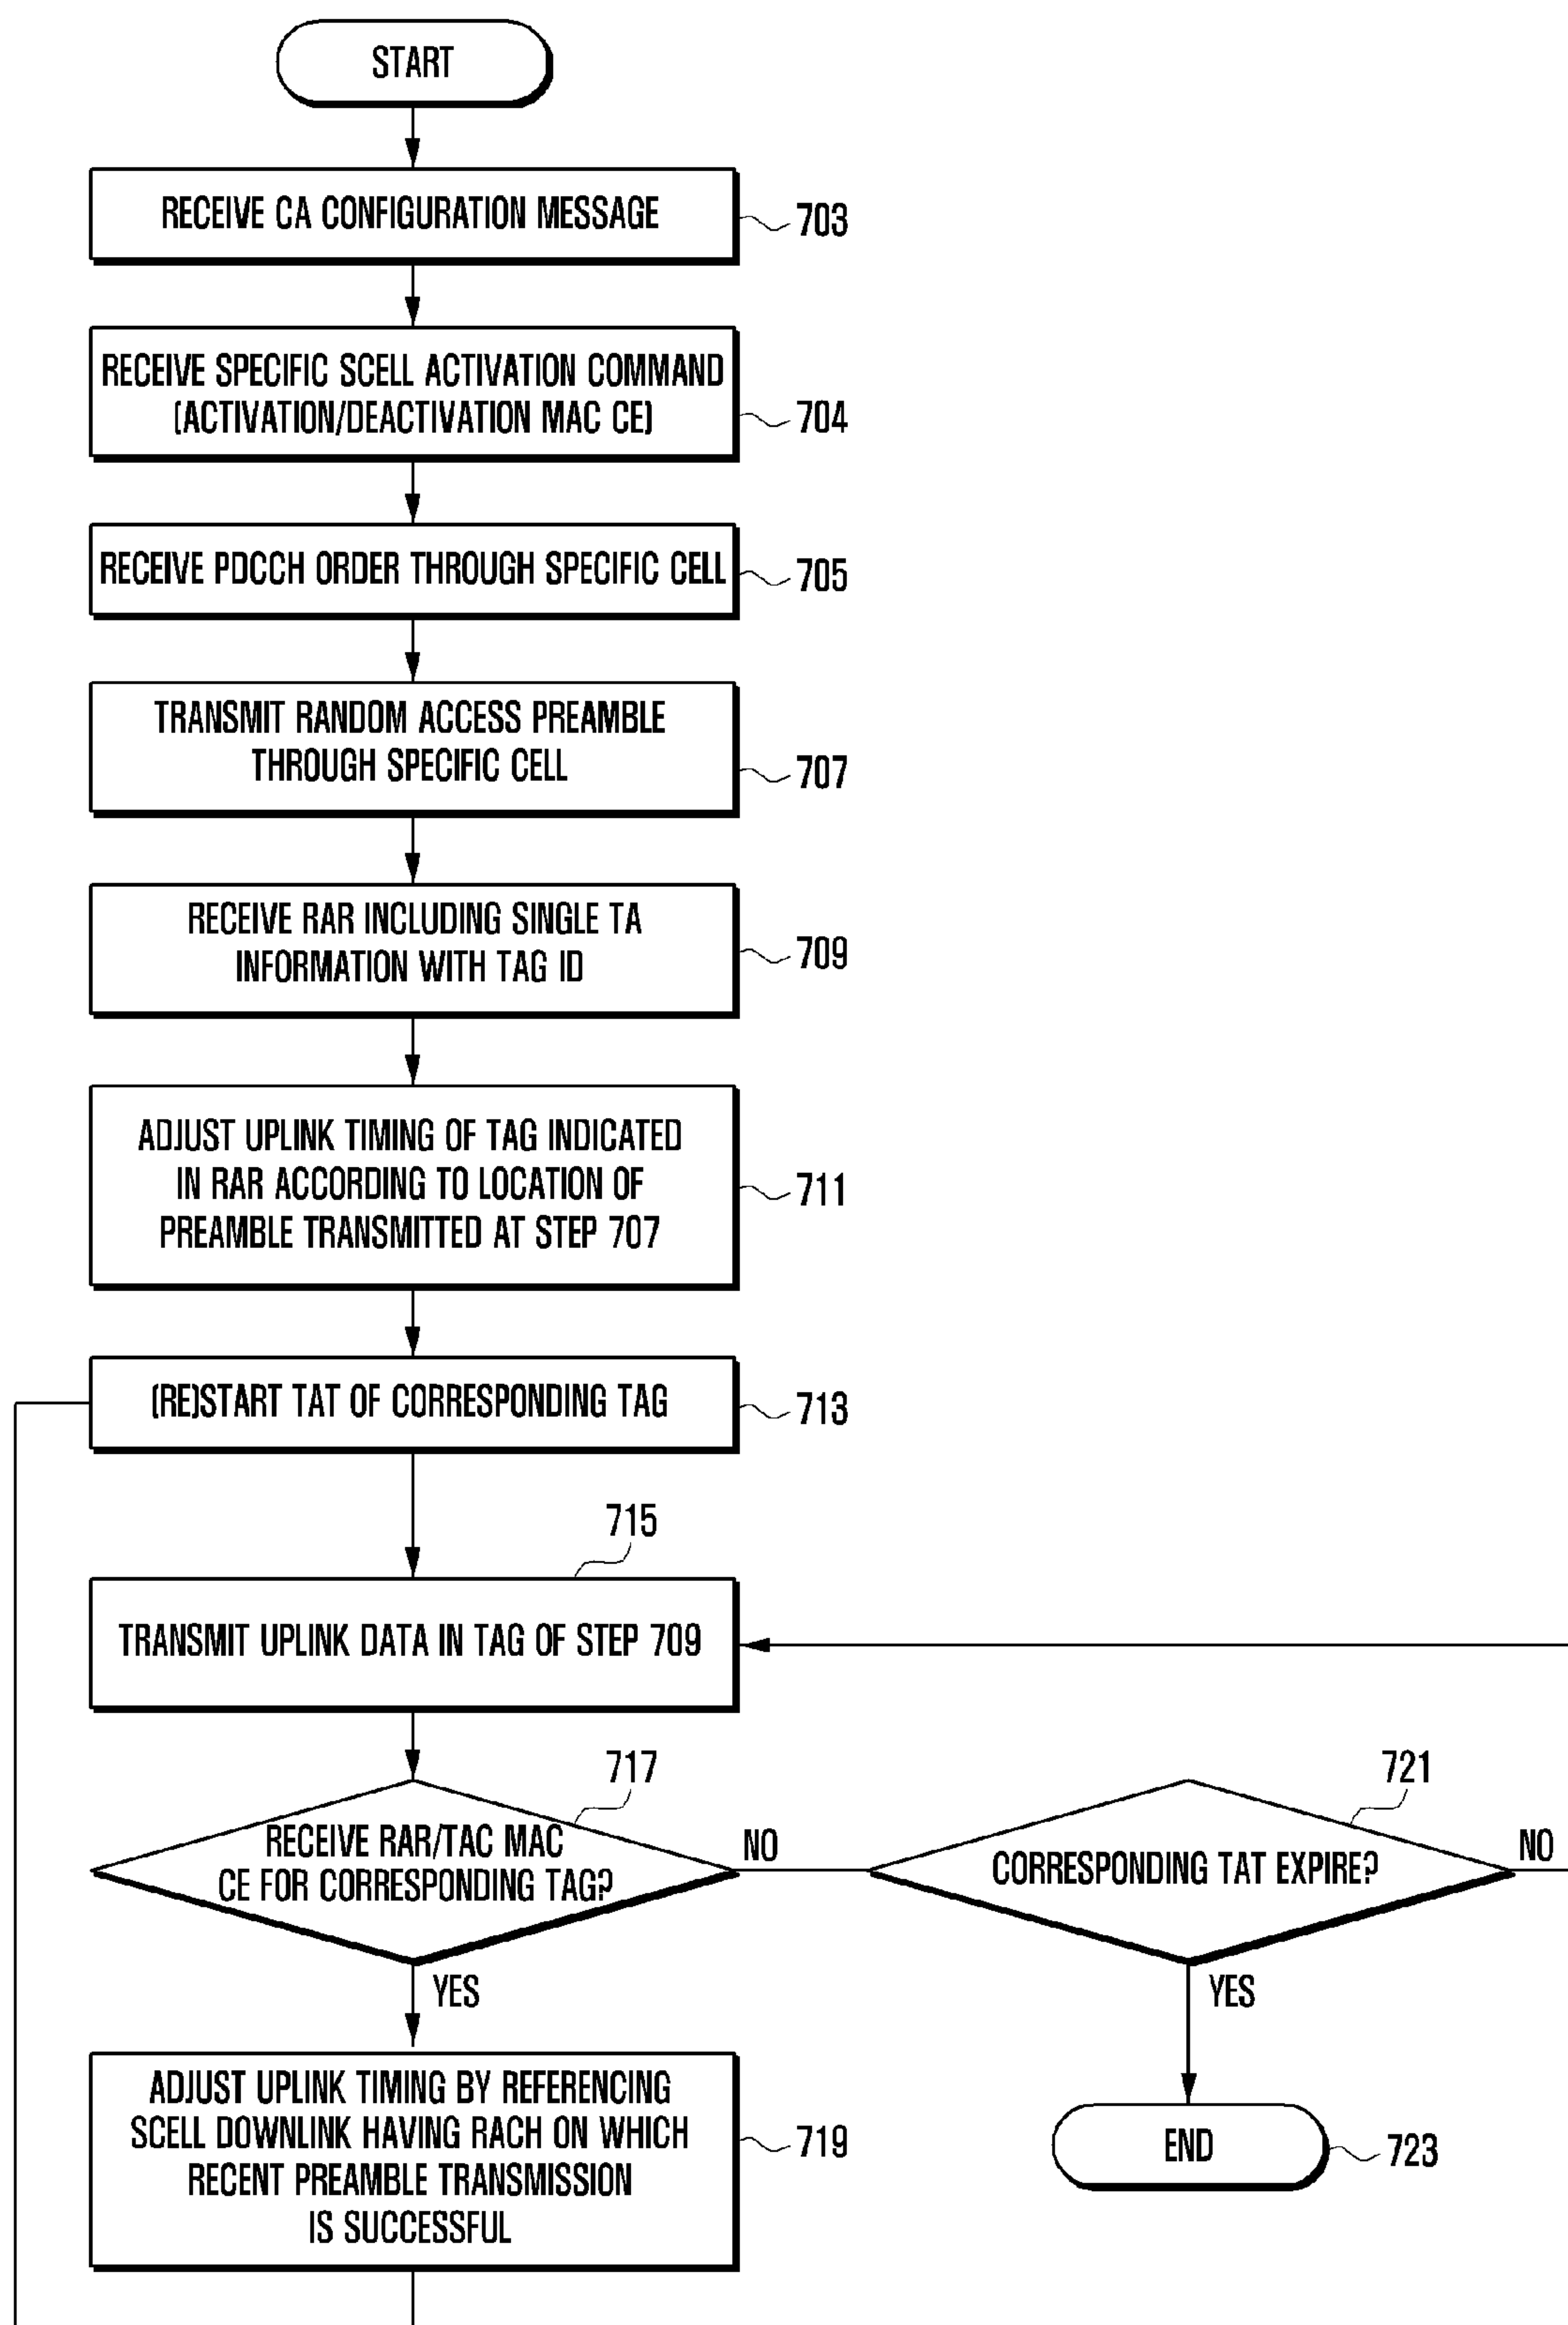 START
RECEIVE CA CONFIGURATION MESSAGE
703
RECEIVE SPECIFIC SCELL ACTIVATION COMMAND
(ACTIVATION/DEACTIVATION MAC CE)
704
RECEIVE PDCCH ORDER THROUGH SPECIFIC CELL
705
TRANSMIT RANDOM ACCESS PREAMBLE
THROUGH SPECIFIC CELL
707
RECEIVE RAR INCLUDING SINGLE TA
INFORMATION WITH TAG ID
709
ADJUST UPLINK TIMING OF TAG INDICATED
IN RAR ACCORDING TO LOCATION OF
PREAMBLE TRANSMITTED AT STEP 707
711
(RE)START TAT OF CORRESPONDING TAG
713
715
TRANSMIT UPLINK DATA IN TAG OF STEP 709
717
RECEIVE RAR/TAC MAC
CE FOR CORRESPONDING TAG?
NO
YES
721
CORRESPONDING TAT EXPIRE?
NO
YES
ADJUST UPLINK TIMING BY REFERENCING
SCELL DOWNLINK HAVING RACH ON WHICH
RECENT PREAMBLE TRANSMISSION
IS SUCCESSFUL
719
END
723